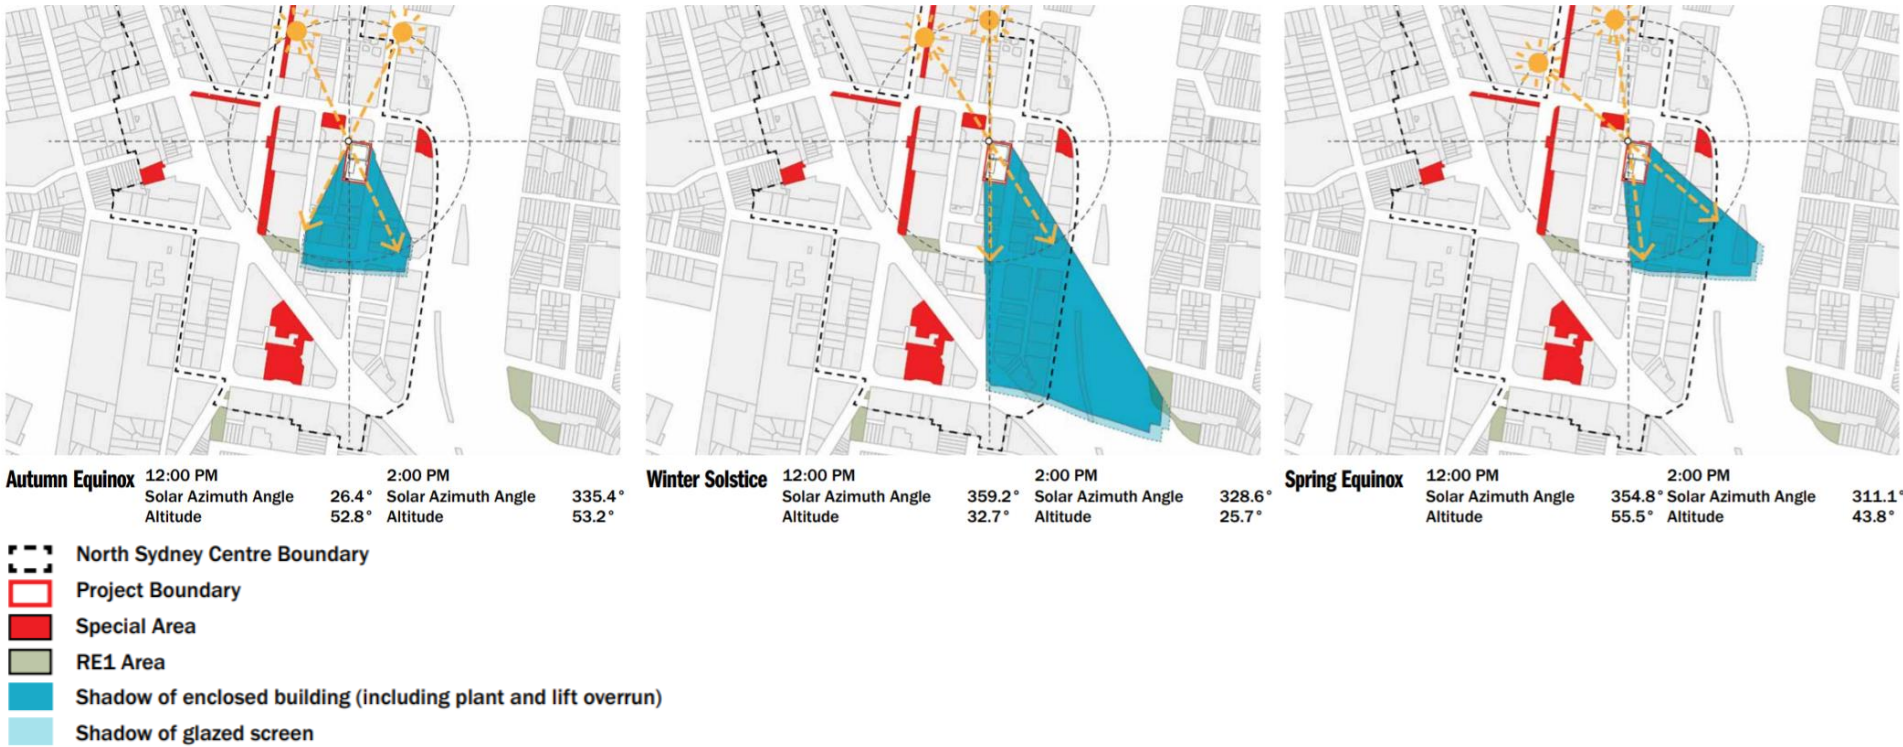 Autumn Equinox 12:00 PM 2:00 PM
Solar Azimuth Angle 26.4° Solar Azimuth Angle 335.4°
Altitude 52.8° Altitude 53.2°
Winter Solstice 12:00 PM 2:00 PM
Solar Azimuth Angle 359.2° Solar Azimuth Angle 328.6°
Altitude 32.7° Altitude 25.7°
Spring Equinox 12:00 PM 2:00 PM
Solar Azimuth Angle 354.8° Solar Azimuth Angle 311.1°
Altitude 55.5° Altitude 43.8°
North Sydney Centre Boundary
Project Boundary
Special Area
RE1 Area
Shadow of enclosed building (including plant and lift overrun)
Shadow of glazed screen